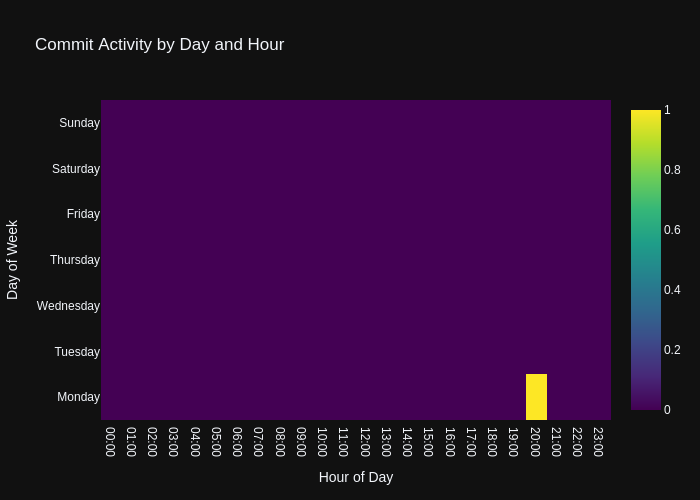 Commit Activity by Day and Hour
Sunday
Saturday
Friday
Thursday
Wednesday
Tuesday
Monday
Day of Week
00:00 01:00 02:00 03:00 04:00 05:00 06:00 07:00 08:00 09:00 10:00 11:00 12:00 13:00 14:00 15:00 16:00 17:00 18:00 19:00 20:00 21:00 22:00 23:00
Hour of Day
1
0.8
0.6
0.4
0.2
0